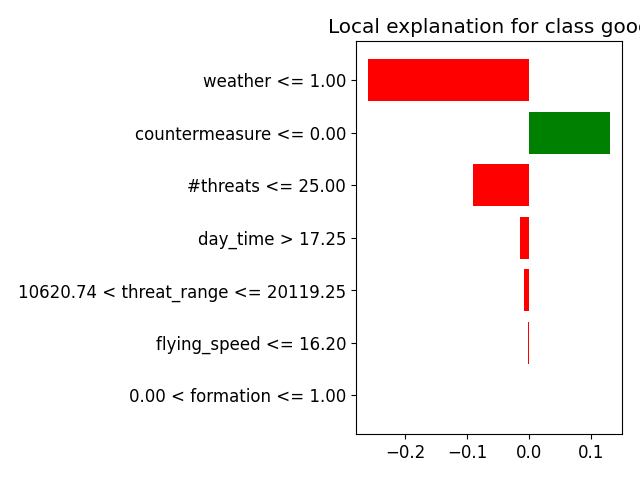 Local explanation for class goo
weather <= 1.00
countermeasure <= 0.00
#threats <= 25.00
day_time > 17.25
10620.74 < threat_range <= 20119.25
flying_speed <= 16.20
0.00 < formation <= 1.00
−0.2 −0.1 0.0 0.1